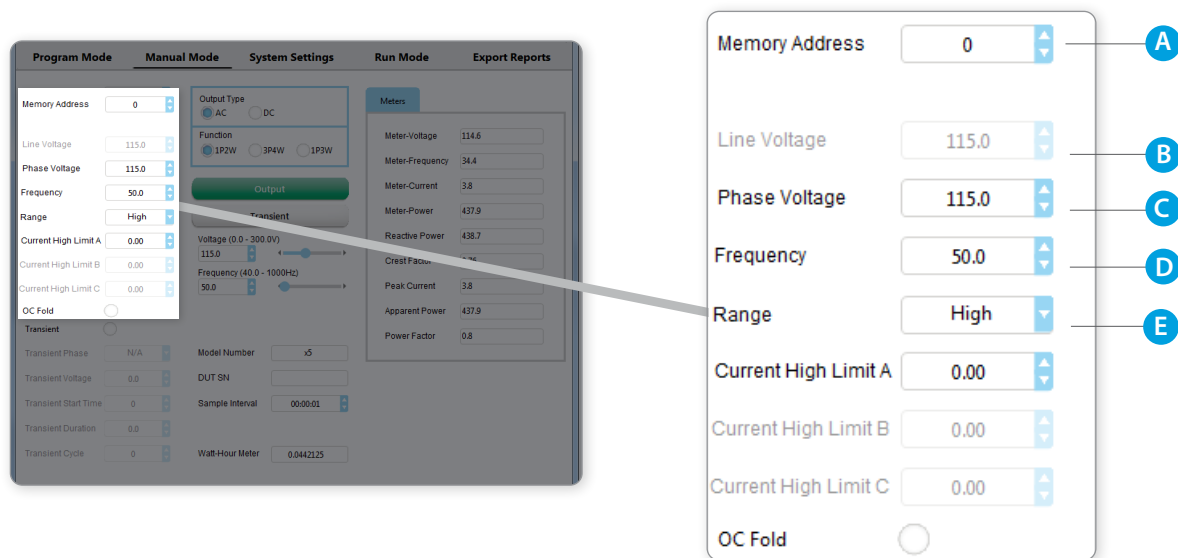 Program Mode Manual Mode System Settings Run Mode Export Reports
Memory Address 0
Line Voltage 115.0
Phase Voltage 115.0
Frequency 50.0
Range High
Current High Limit A 0.00
Current High Limit B 0.00
Current High Limit C 0.00
OC Fold
Transient
Transient Phase N/A
Transient Voltage 0.0
Transient Start Time 0
Transient Duration 0.0
Transient Cycle 0
Output Type
AC DC
Function
1P2W 3P4W 1P3W
Output
Transient
Voltage (0.0 - 300.0V)
115.0
Frequency (40.0 - 1000Hz)
50.0
Model Number x5
DUT SN
Sample Interval 00:00:01
Watt-Hour Meter 0.0442125
Meters
Meter-Voltage 114.6
Meter-Frequency 34.4
Meter-Current 3.8
Meter-Power 437.9
Reactive Power 438.7
Crest Factor
Peak Current 3.8
Apparent Power 437.9
Power Factor 0.8
Memory Address 0 A
Line Voltage 115.0 B
Phase Voltage 115.0 C
Frequency 50.0 D
Range High E
Current High Limit A 0.00
Current High Limit B 0.00
Current High Limit C 0.00
OC Fold